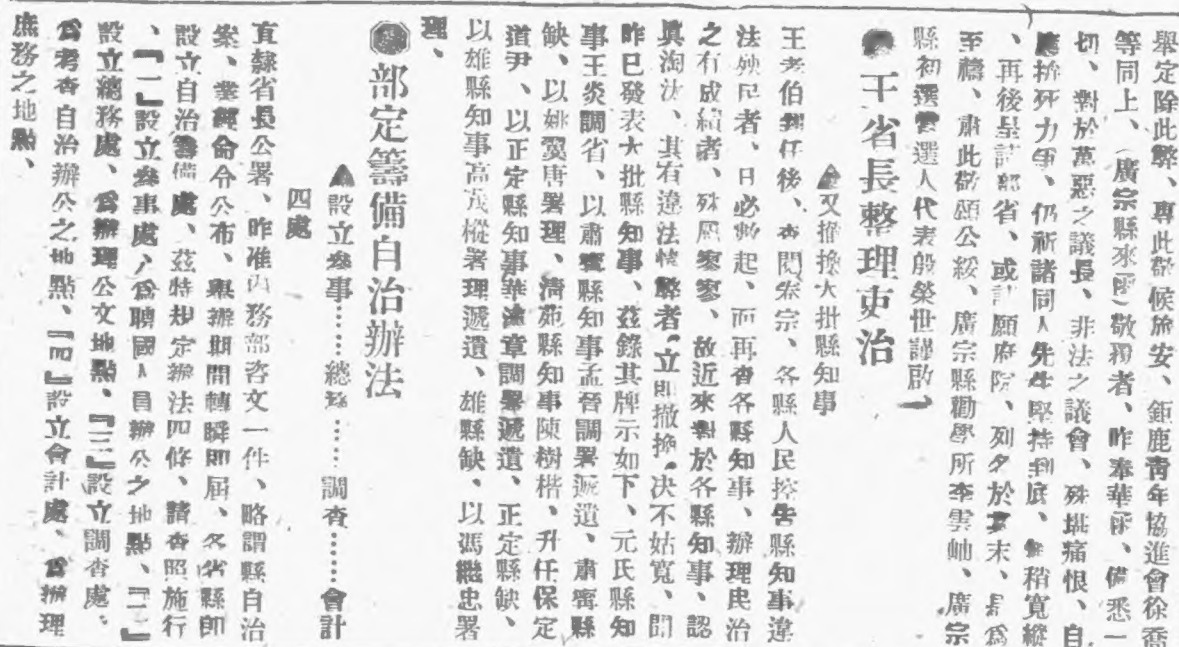 舉定除此弊、專此敬候旅安、鉅鹿靑年協進會徐喬
等同上、（廣宗縣來函）敬覆者、昨奉華函、備悉一
切、對於萬惡之議長、非法之議會、殊堪痛恨、自
應拚死力爭、仍祈諸同人先生堅持到底、無稍寬縱
、再後呈請部省、或請願府院、列名於末、是爲
至禱、肅此敬頌公綏、廣宗縣勸學所李雲岫、廣宗
縣初選當選人代表殷榮世謹啟、
王省長整理吏治
▲又撤換大批縣知事
王孝伯到任後、查閱卷宗、各縣人民控告縣知事違
法殃民者、日必數起、而再查各縣知事、辦理民治
之有成績者、殊屬寥寥、故近來對於各縣知事、認
眞淘汰、其有違法情弊者、立即撤換、决不姑寬、聞
昨已發表大批縣知事、茲錄其牌示如下、元氏縣知
事王炎調省、以肅寗縣知事孟晉調署遞遺、肅寗縣
缺、以姚翼唐署理、淸苑縣知事陳樹楷、升任保定
道尹、以正定縣知事華章調署遞遺、正定縣缺、
以雄縣知事高茂樅署理遞遺、雄縣缺、以馮繼忠署
理、
部定籌備自治辦法
▲設立參事……總務……調查……會計
四處
直隸省長公署、昨准內務部咨文一件、略謂縣自治
案、業經命令公布、舉辦期間轉瞬即屆、各省縣即
設立自治籌備處、茲特規定辦法四條、請查照施行
、『一』設立參事處、爲聘國人員辦公之地點、『二』
設立總務處、爲辦理公文地點、『三』設立調查處、
爲考查自治辦公之地點、『四』設立會計處、爲辦理
庶務之地點、